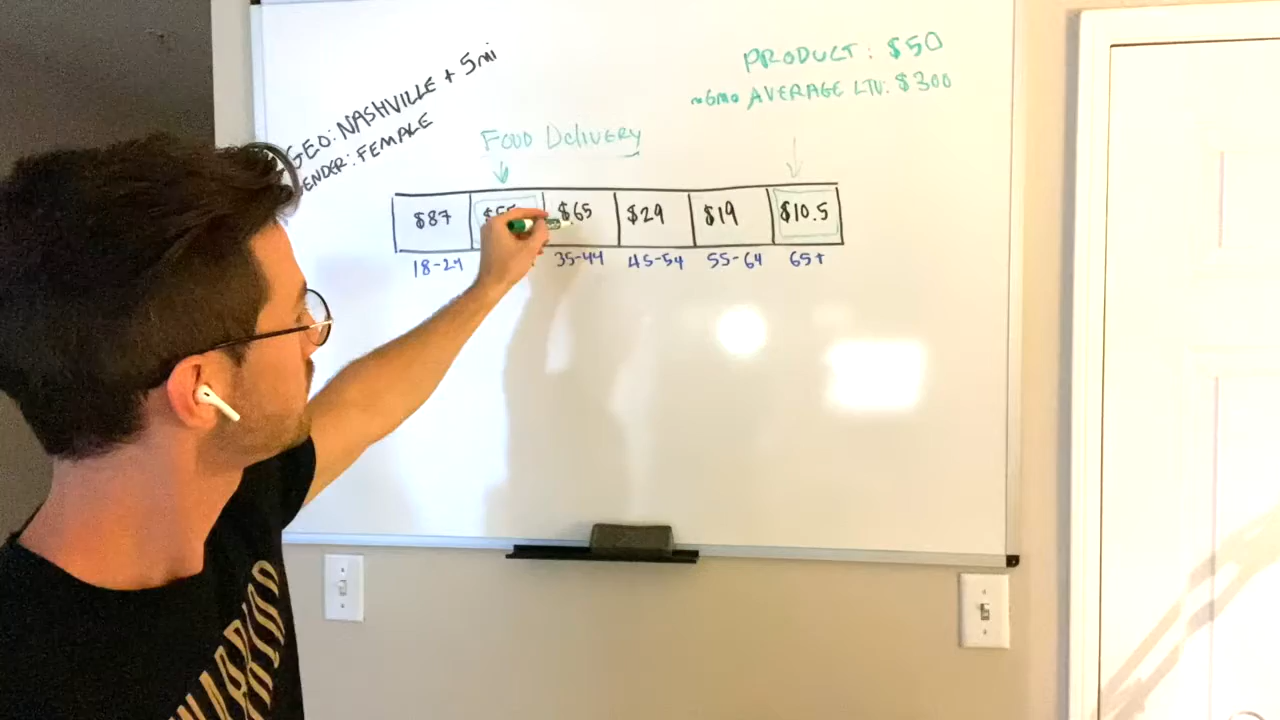 GEO: NASHVILLE + 5mi
ENDER: FEMALE
PRODUCT: $50
~6mo AVERAGE LTV: $300
FOOD DELIVERY
$87 $55 $65 $29 $19 $10.5
18-24 35-44 45-54 55-64 65+